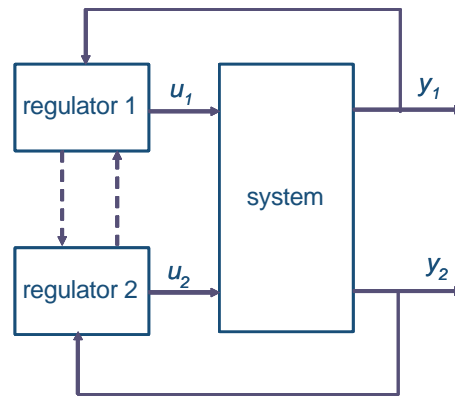 regulator 1
u1
y1
system
regulator 2
u2
y2